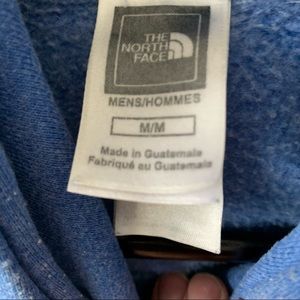 THE
NORTH
FACE
MENS/HOMMES
M/M
Made in Guatemala
Fabriqué au Guatemala